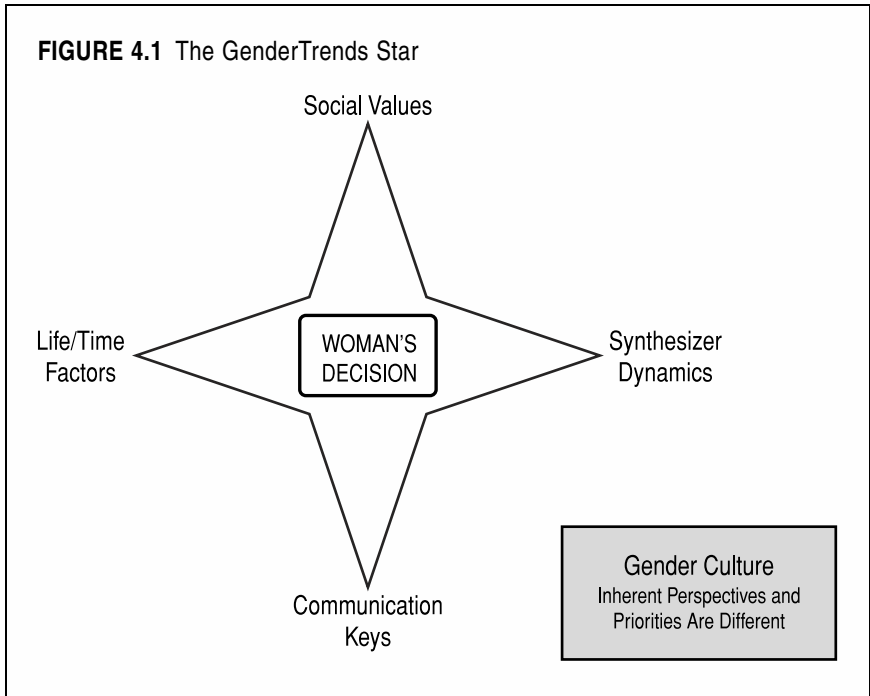 FIGURE 4.1 The GenderTrends Star
Social Values
Life/Time
Factors
WOMAN'S
DECISION
Synthesizer
Dynamics
Communication
Keys
Gender Culture
Inherent Perspectives and
Priorities Are Different